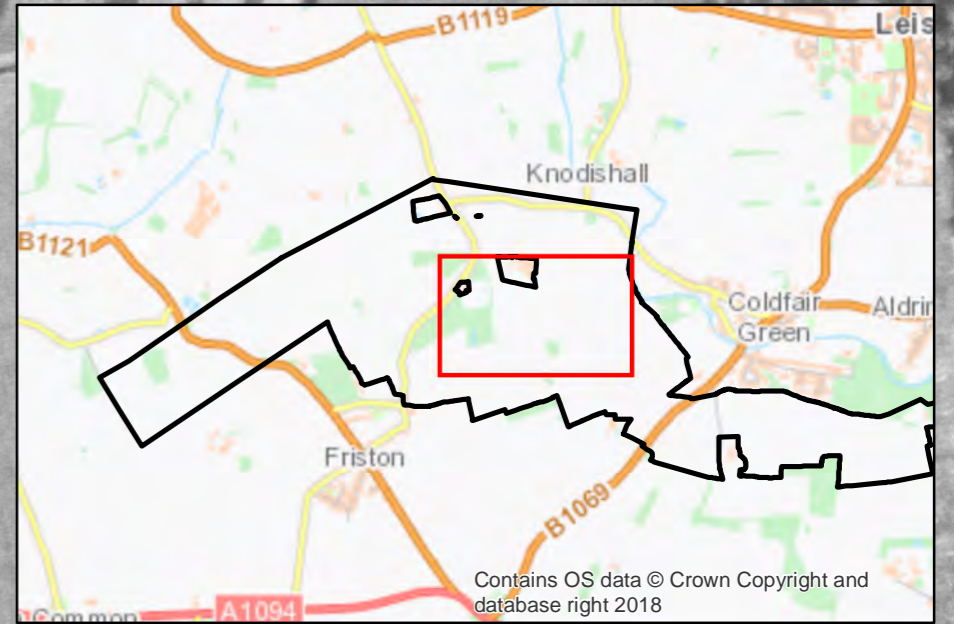 B1119
Leis
Knodishall
B1121
Coldfair
Green
Aldrin
Friston
B1069
Contains OS data © Crown Copyright and
database right 2018
Common
A1094